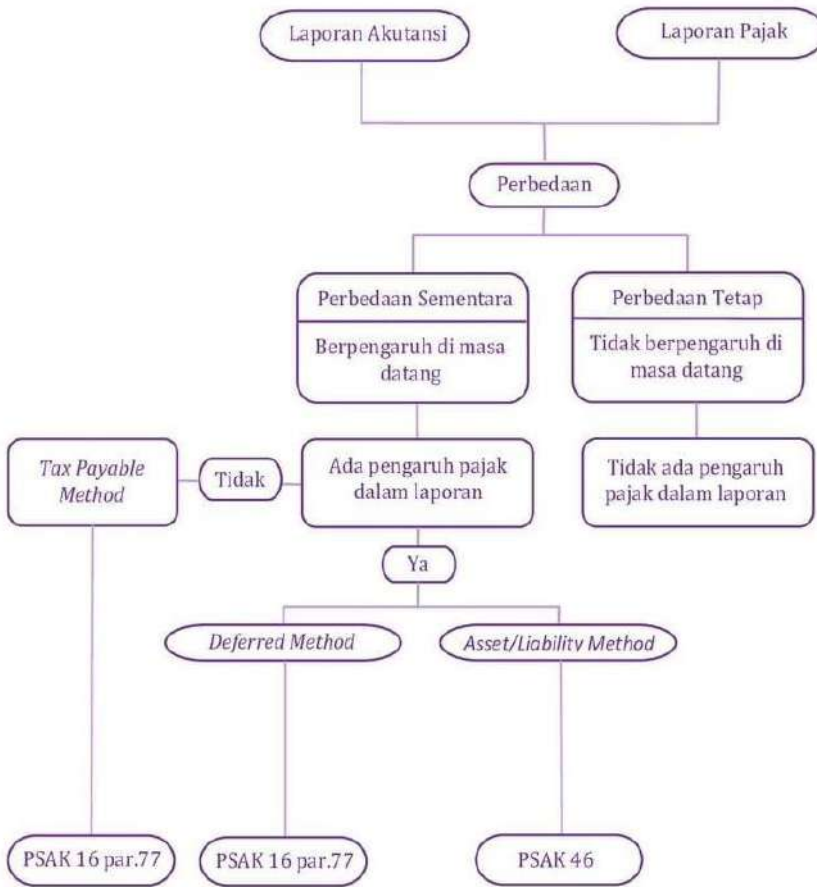 Laporan Akutansi
Laporan Pajak
Perbedaan
Perbedaan Sementara
Berpengaruh di masa
datang
Perbedaan Tetap
Tidak berpengaruh di
masa datang
Tax Payable
Method
Tidak
Ada pengaruh pajak
dalam laporan
Tidak ada pengaruh
pajak dalam laporan
Ya
Deferred Method
Asset/Liability Method
PSAK 16 par.77
PSAK 16 par.77
PSAK 46